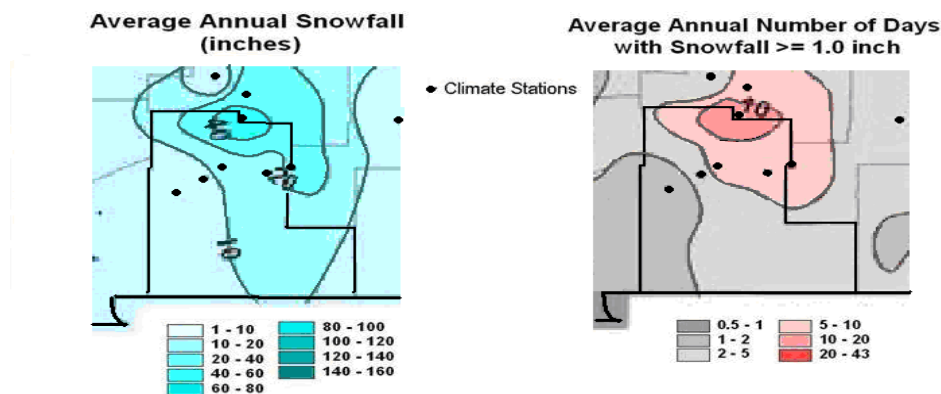 Average Annual Snowfall
(inches)
40
20
10
1 - 10
10 - 20
20 - 40
40 - 60
60 - 80
80 - 100
100 - 120
120 - 140
140 - 160
Climate Stations
Average Annual Number of Days
with Snowfall >= 1.0 inch
10
0.5 - 1
1 - 2
2 - 5
5 - 10
10 - 20
20 - 43